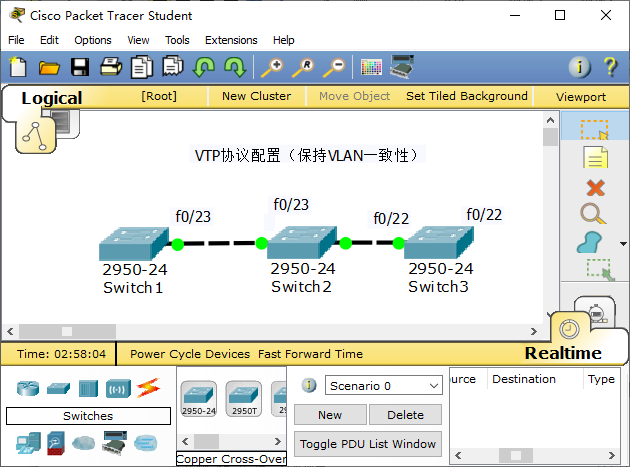 Cisco Packet Tracer Student
File Edit Options View Tools Extensions Help
Logical [Root] New Cluster Move Object Set Tiled Background Viewport
VTP协议配置（保持VLAN一致性）
f0/23 f0/23 f0/22 f0/22
2950-24 2950-24 2950-24
Switch1 Switch2 Switch3
Time: 02:58:04 Power Cycle Devices Fast Forward Time Realtime
Scenario 0
ource Destination Type
Switches
2950-24 2950T 29
New Delete
Toggle PDU List Window
Copper Cross-Over